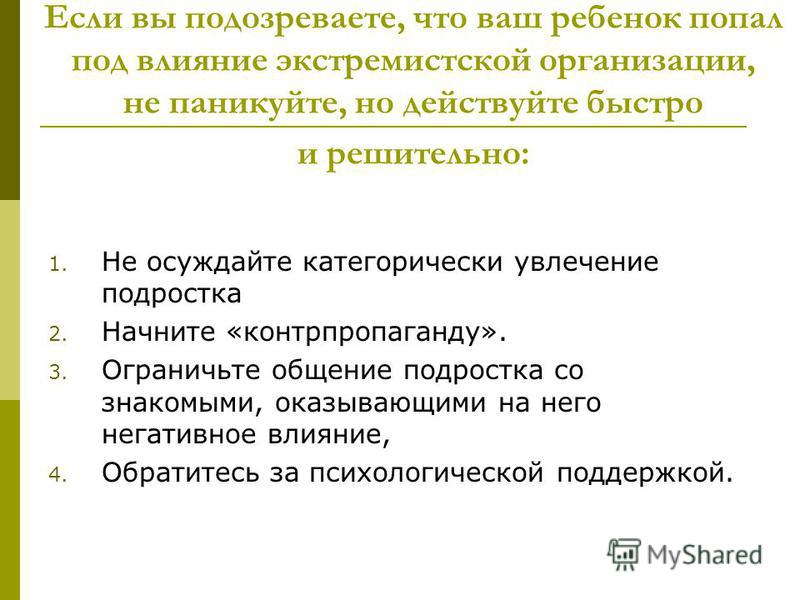 Если вы подозреваете, что ваш ребенок попал
под влияние экстремистской организации,
не паникуйте, но действуйте быстро
и решительно:
1. Не осуждайте категорически увлечение
подростка
2. Начните «контрпропаганду».
3. Ограничьте общение подростка со
знакомыми, оказывающими на него
негативное влияние,
4. Обратитесь за психологической поддержкой.
MyShared